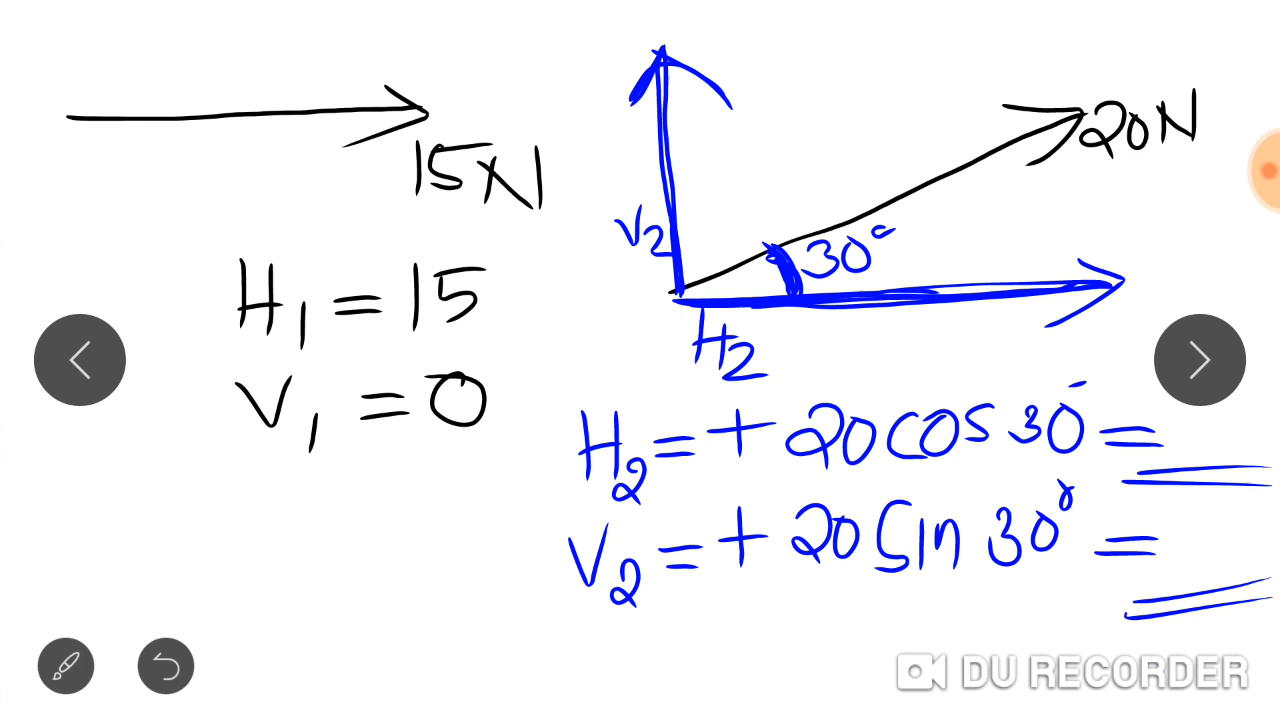 15N
H1 = 15
V1 = 0
20N
V2
30°
H2
H2 = + 20 cos 30° =
V2 = + 20 Sin 30° =
DU RECORDER